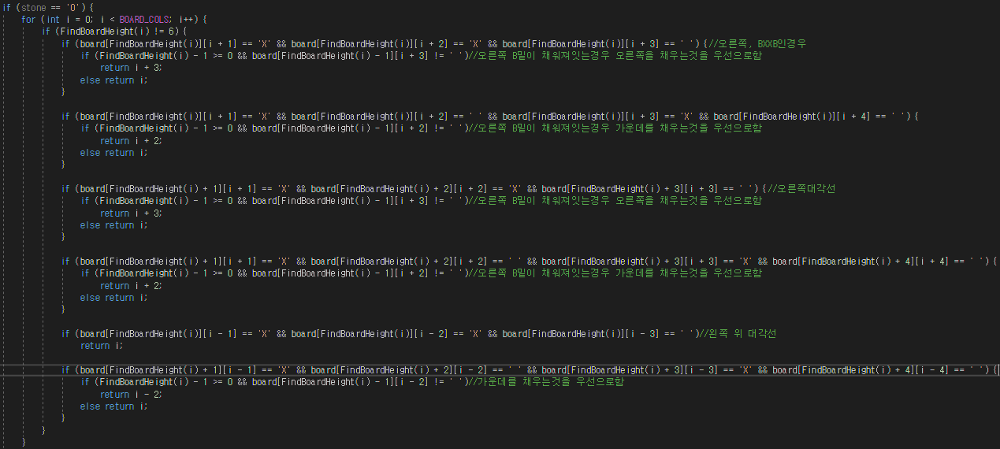 if (stone == 'O') {
for (int i = 0; i < BOARD_COLS; i++) {
if (FindBoardHeight(i) != 6) {
if (board[FindBoardHeight(i)][i + 1] == 'X' && board[FindBoardHeight(i)][i + 2] == 'X' && board[FindBoardHeight(i)][i + 3] == ' ') {//오른쪽, BXXB인경우
if (FindBoardHeight(i) - 1 >= 0 && board[FindBoardHeight(i) - 1][i + 3] != ' ')//오른쪽 B밑이 채워져잇는경우 오른쪽을 채우는것을 우선으로함
return i + 3;
else return i;
}
if (board[FindBoardHeight(i)][i + 1] == 'X' && board[FindBoardHeight(i)][i + 2] == ' ' && board[FindBoardHeight(i)][i + 3] == 'X' && board[FindBoardHeight(i)][i + 4] == ' ') {
if (FindBoardHeight(i) - 1 >= 0 && board[FindBoardHeight(i) - 1][i + 2] != ' ')//오른쪽 B밑이 채워져잇는경우 가운데를 채우는것을 우선으로함
return i + 2;
else return i;
}
if (board[FindBoardHeight(i) + 1][i + 1] == 'X' && board[FindBoardHeight(i) + 2][i + 2] == 'X' && board[FindBoardHeight(i) + 3][i + 3] == ' ') {//오른쪽대각선
if (FindBoardHeight(i) - 1 >= 0 && board[FindBoardHeight(i) - 1][i + 3] != ' ')//오른쪽 B밑이 채워져잇는경우 오른쪽을 채우는것을 우선으로함
return i + 3;
else return i;
}
if (board[FindBoardHeight(i) + 1][i + 1] == 'X' && board[FindBoardHeight(i) + 2][i + 2] == ' ' && board[FindBoardHeight(i) + 3][i + 3] == 'X' && board[FindBoardHeight(i) + 4][i + 4] == ' ') {
if (FindBoardHeight(i) - 1 >= 0 && board[FindBoardHeight(i) - 1][i + 2] != ' ')//오른쪽 B밑이 채워져잇는경우 가운데를 채우는것을 우선으로함
return i + 2;
else return i;
}
if (board[FindBoardHeight(i)][i - 1] == 'X' && board[FindBoardHeight(i)][i - 2] == 'X' && board[FindBoardHeight(i)][i - 3] == ' ')//왼쪽 위 대각선
return i;
if (board[FindBoardHeight(i) + 1][i - 1] == 'X' && board[FindBoardHeight(i) + 2][i - 2] == ' ' && board[FindBoardHeight(i) + 3][i - 3] == 'X' && board[FindBoardHeight(i) + 4][i - 4] == ' ') {
if (FindBoardHeight(i) - 1 >= 0 && board[FindBoardHeight(i) - 1][i - 2] != ' ')//가운데를 채우는것을 우선으로함
return i - 2;
else return i;
}
}
}